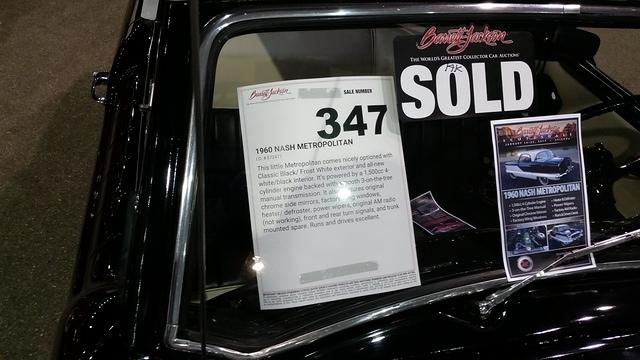 Barrett-Jackson
THE WORLD'S GREATEST COLLECTOR CAR AUCTIONS
SOLD
19K
Barrett-Jackson
SALE NUMBER
347
1960 NASH METROPOLITAN
This little Metropolitan comes nicely optioned with
Classic Black/ Frost White exterior and all-new
white/black interior. It's powered by a 1,500cc 4-
cylinder engine backed with 3-on-the-tree
manual transmission. It also features original
chrome side mirrors, factory wing windows,
heater/ defroster, power wipers, original AM radio
(not working), front and rear turn signals, and trunk
mounted spare. Runs and drives excellent.
Barrett-Jackson
SCOTTSDALE
1960 NASH METROPOLITAN